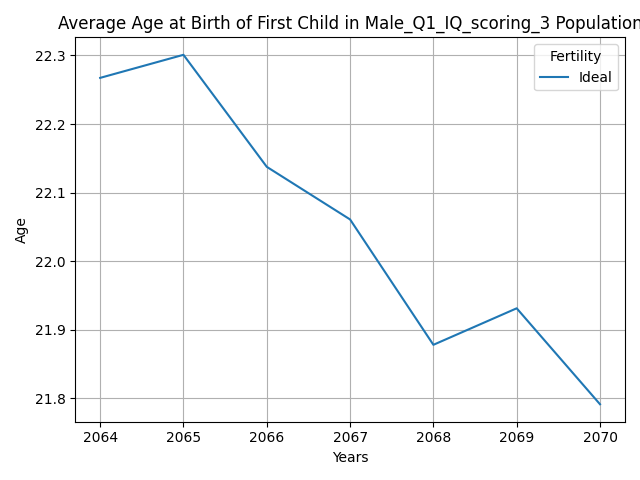 Average Age at Birth of First Child in Male_Q1_IQ_scoring_3 Population
Fertility
Ideal
22.3
22.2
22.1
22.0
21.9
21.8
Age
2064 2065 2066 2067 2068 2069 2070
Years